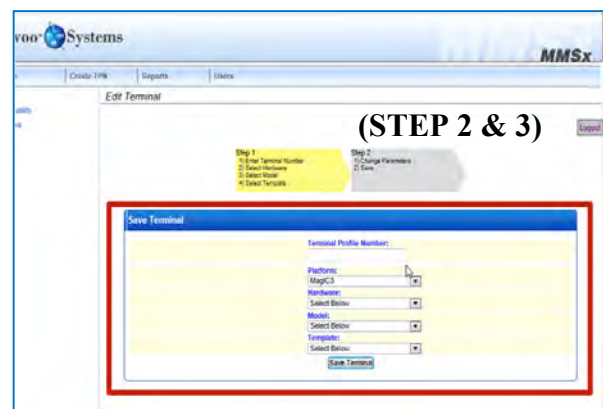 voo Systems
MMSx
Create TPN Reports Users
Edit Terminal
(STEP 2 & 3)
Logout
Step 1
1) Enter Terminal Number
2) Select Hardware
3) Select Model
4) Select Template
Step 2
1) Change Parameters
2) Save
Save Terminal
Terminal Profile Number:
Platform:
MagIC3
Hardware:
Select Below
Model:
Select Below
Template:
Select Below
Save Terminal